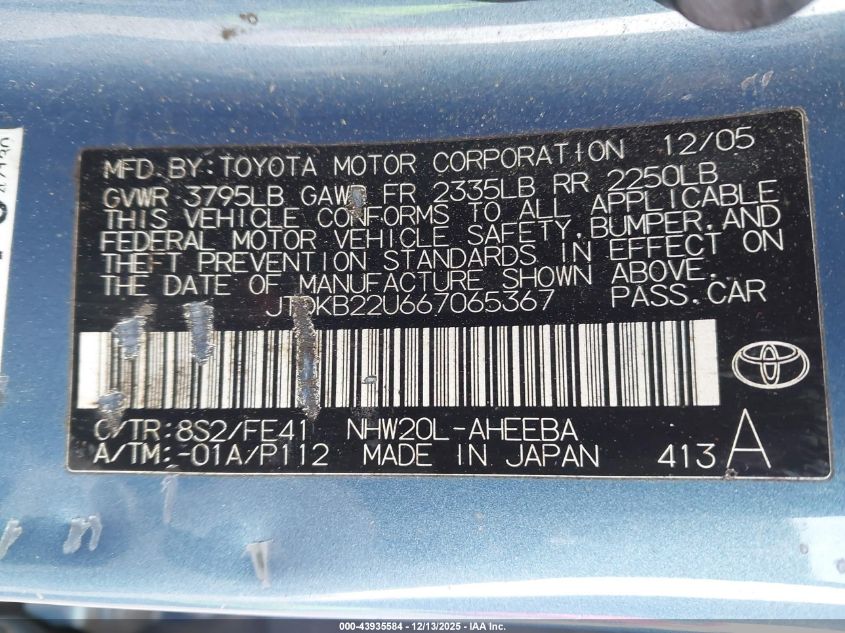 MFD. BY: TOYOTA MOTOR CORPORATION 12/05
GVWR 3795LB GAWR FR 2335LB RR 2250LB
THIS VEHICLE CONFORMS TO ALL APPLICABLE
FEDERAL MOTOR VEHICLE SAFETY, BUMPER, AND
THEFT PREVENTION STANDARDS IN EFFECT ON
THE DATE OF MANUFACTURE SHOWN ABOVE.
JTDKB22U667065367 PASS. CAR
C/TR: 8S2/FE41 NHW20L-AHEEBA
A/TM: -01A/P112 MADE IN JAPAN 413 A
000-43935584 - 12/13/2025 - IAA Inc.